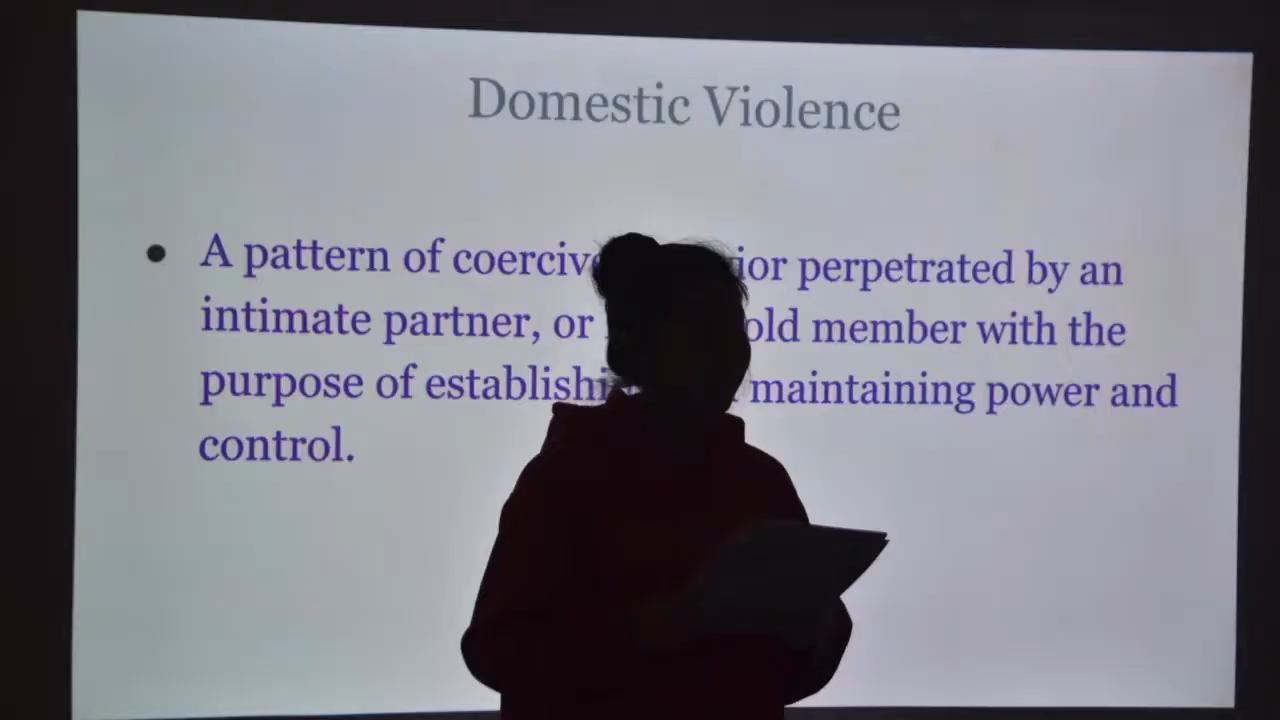 Domestic Violence
• A pattern of coercive perpetrated by an
intimate partner, or member with the
purpose of maintaining power and
control.